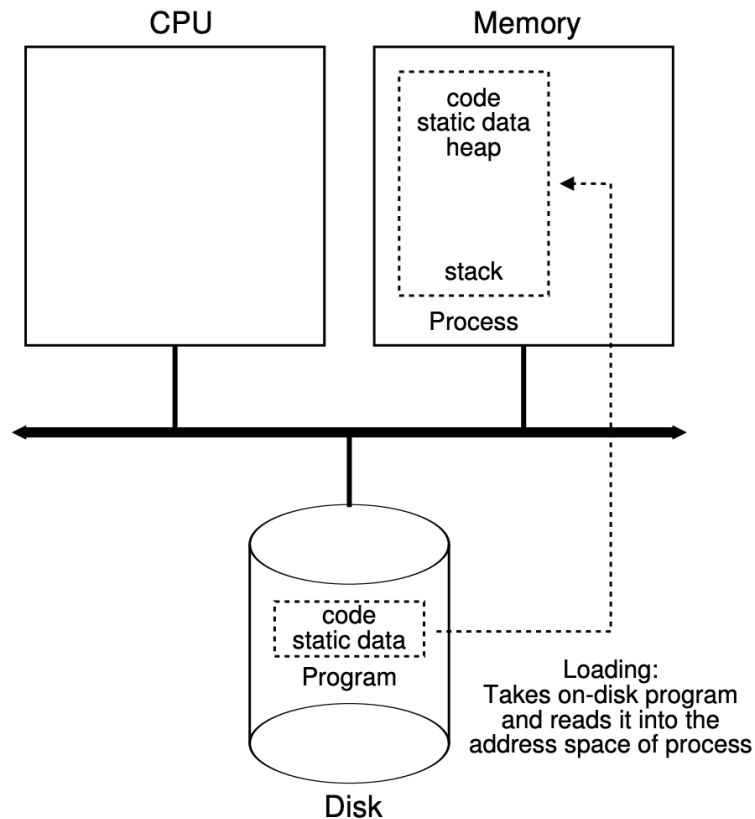 CPU
Memory
code
static data
heap
stack
Process
code
static data
Program
Loading:
Takes on-disk program
and reads it into the
address space of process
Disk